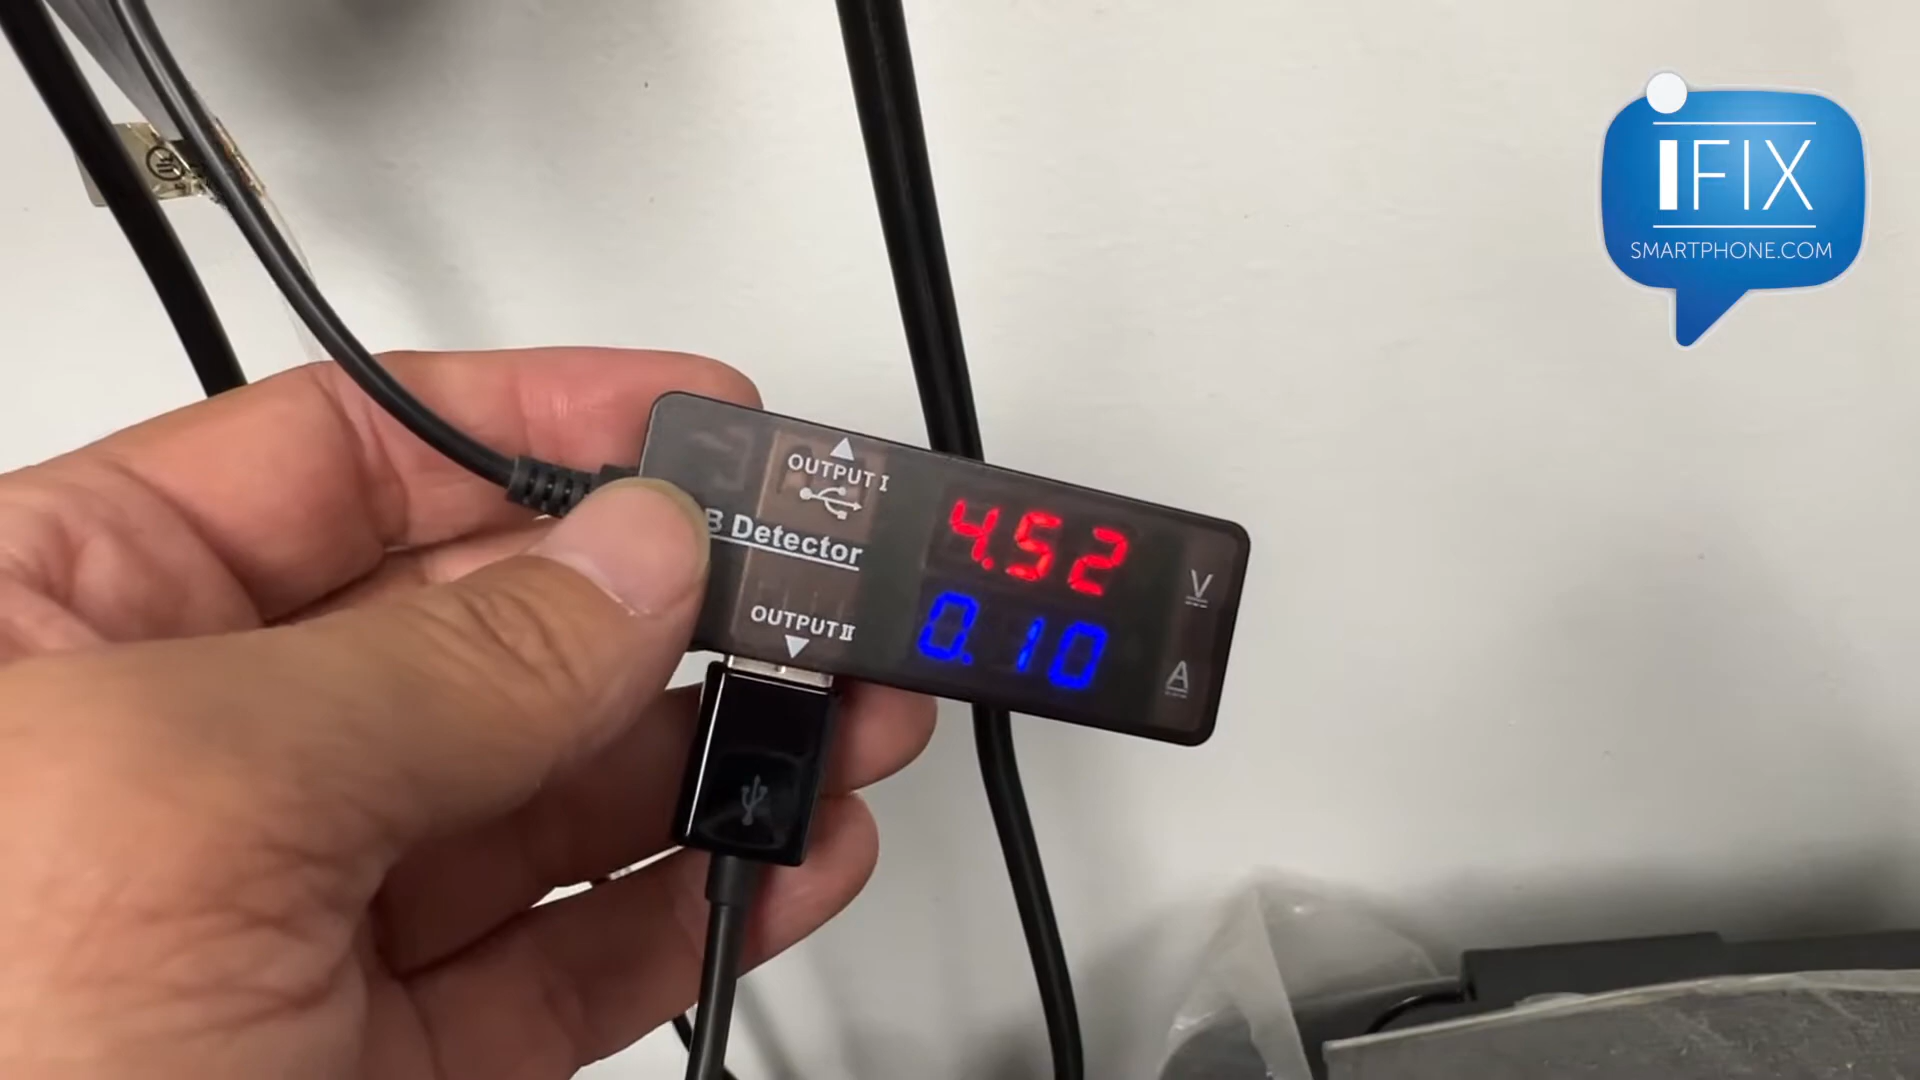 iFIX
SMARTPHONE.COM
OUTPUT I
B Detector
OUTPUT II
4.52
V
0.10
A